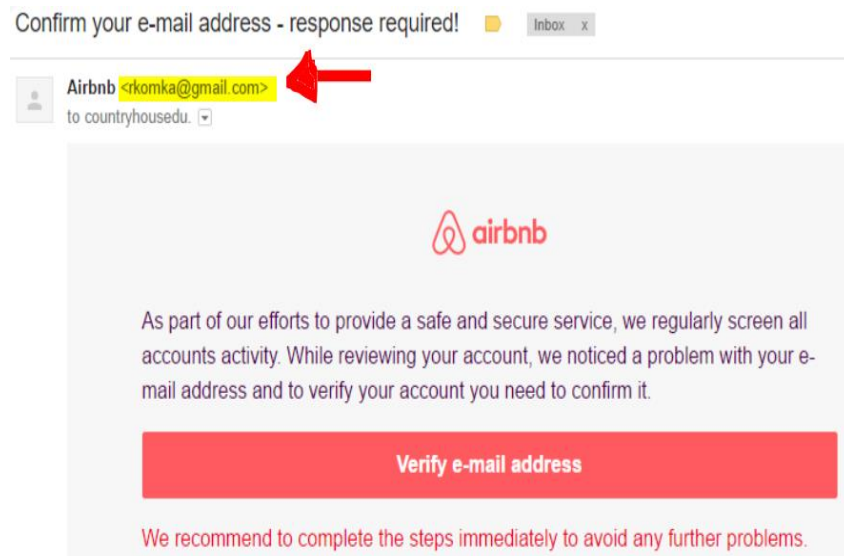 Confirm your e-mail address - response required!
Inbox x
Airbnb <rkomka@gmail.com>
to countryhousedu.
airbnb
As part of our efforts to provide a safe and secure service, we regularly screen all
accounts activity. While reviewing your account, we noticed a problem with your e-
mail address and to verify your account you need to confirm it.
Verify e-mail address
We recommend to complete the steps immediately to avoid any further problems.